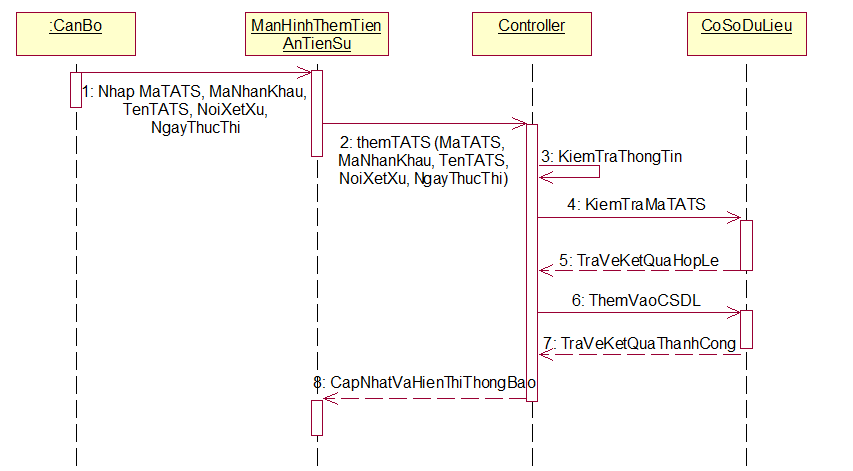 :CanBo
ManHinhThemTien
AnTienSu
Controller
CoSoDuLieu
1: Nhap MaTATS, MaNhanKhau,
TenTATS, NoiXetXu,
NgayThucThi
2: themTATS (MaTATS,
MaNhanKhau, TenTATS,
NoiXetXu, NgayThucThi)
3: KiemTraThongTin
4: KiemTraMaTATS
5: TraVeKetQuaHopLe
6: ThemVaoCSDL
7: TraVeKetQuaThanhCong
8: CapNhatVaHienThiThongBao